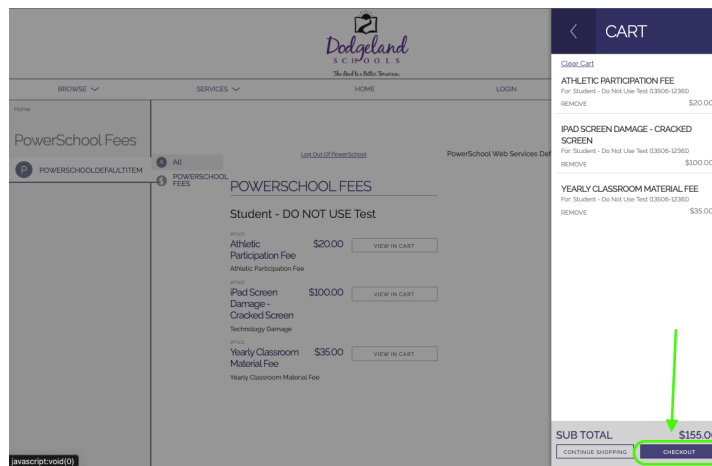 Dodgeland
SCHOOLS
The Road to a Better Tomorrow
BROWSE
SERVICES
HOME
LOGIN
Home
PowerSchool Fees
P POWERSCHOOLDEFAULTITEM
A All
$ POWERSCHOOL
FEES
Log Out Of PowerSchool
PowerSchool Web Services Def
POWERSCHOOL FEES
Student - DO NOT USE Test
Athletic
Participation Fee
$20.00
VIEW IN CART
Athletic Participation Fee
iPad Screen
Damage -
Cracked Screen
$100.00
VIEW IN CART
Technology Damage
Yearly Classroom
Material Fee
$35.00
VIEW IN CART
Yearly Classroom Material Fee
javascript:void(0)
CART
Clear Cart
ATHLETIC PARTICIPATION FEE
For: Student - Do Not Use Test (13506-12361)
REMOVE $20.00
IPAD SCREEN DAMAGE - CRACKED
SCREEN
For: Student - Do Not Use Test (13506-12361)
REMOVE $100.00
YEARLY CLASSROOM MATERIAL FEE
For: Student - Do Not Use Test (13506-12361)
REMOVE $35.00
SUB TOTAL $155.00
CONTINUE SHOPPING
CHECKOUT